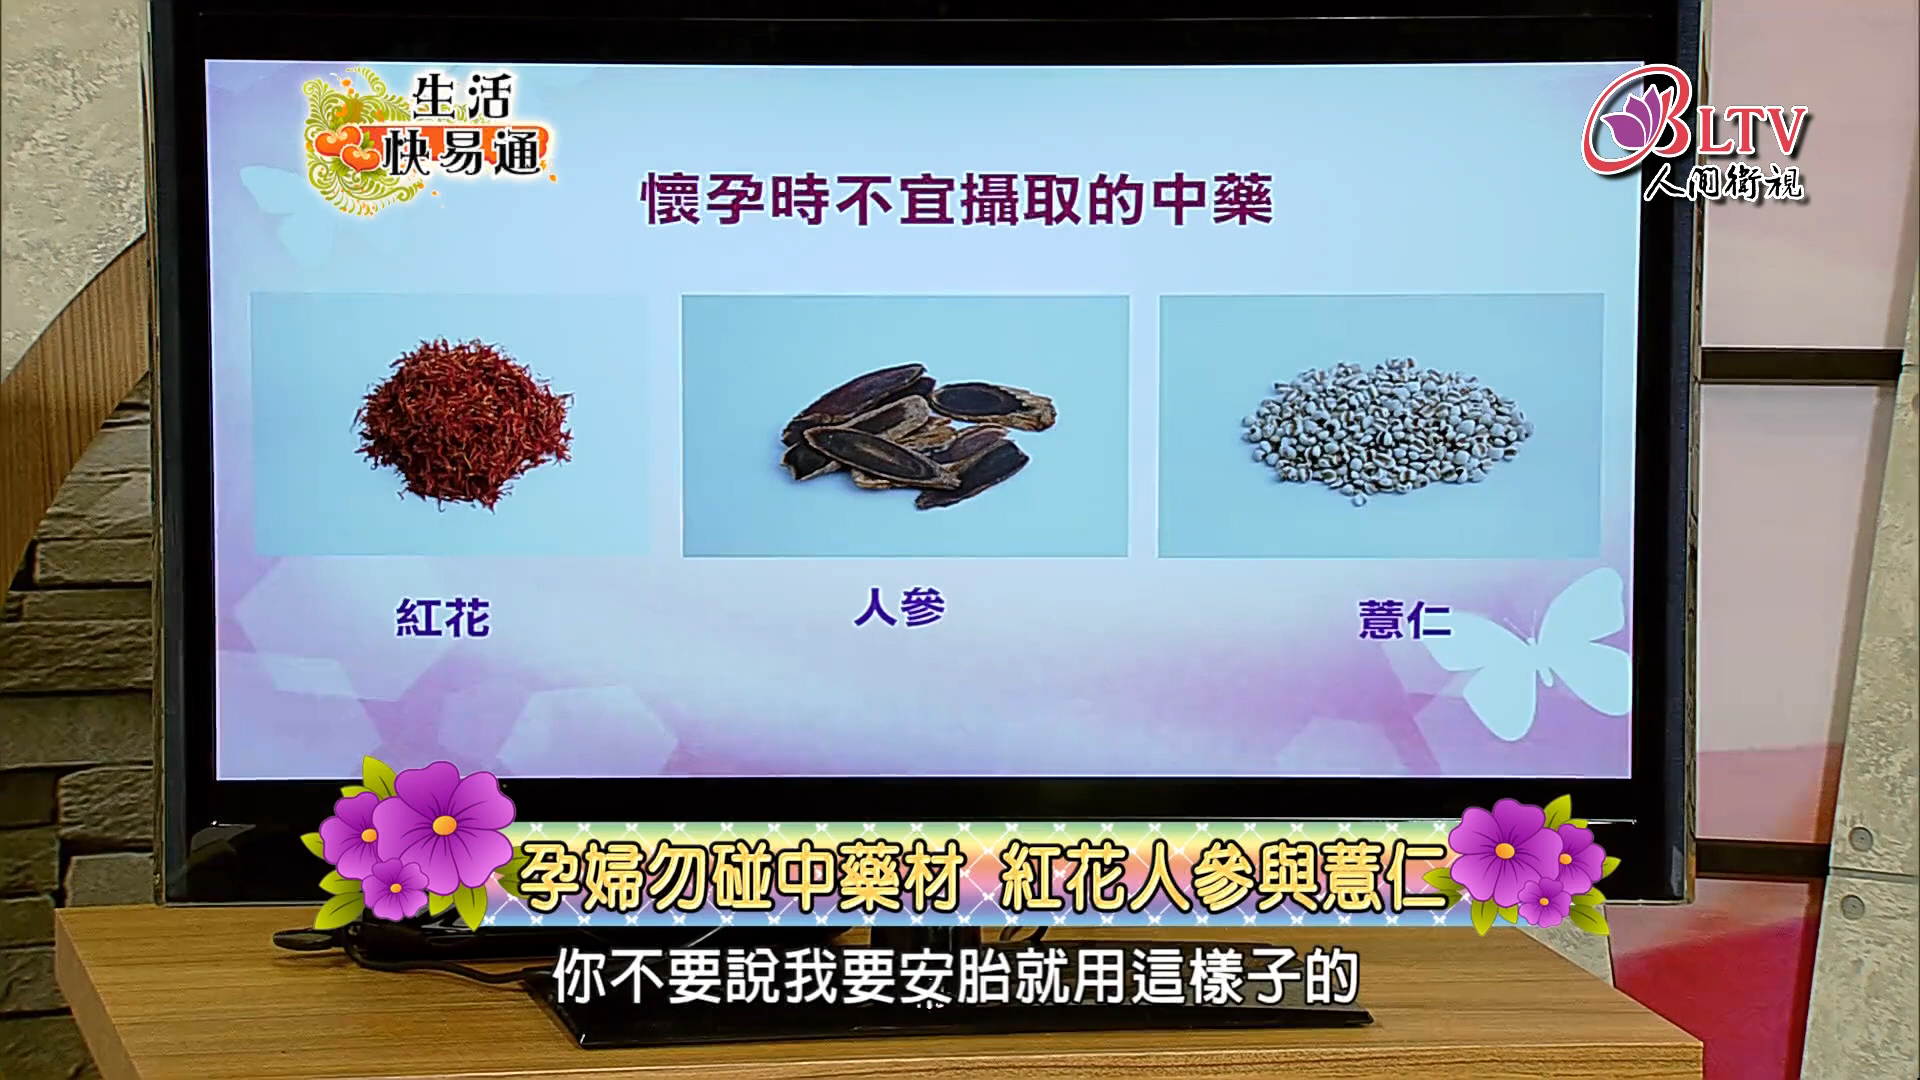 生活
快易通
BLTV
人間衛視
懷孕時不宜攝取的中藥
紅花
人參
薏仁
孕婦勿碰中藥材 紅花人參與薏仁
你不要說我要安胎就用這樣子的